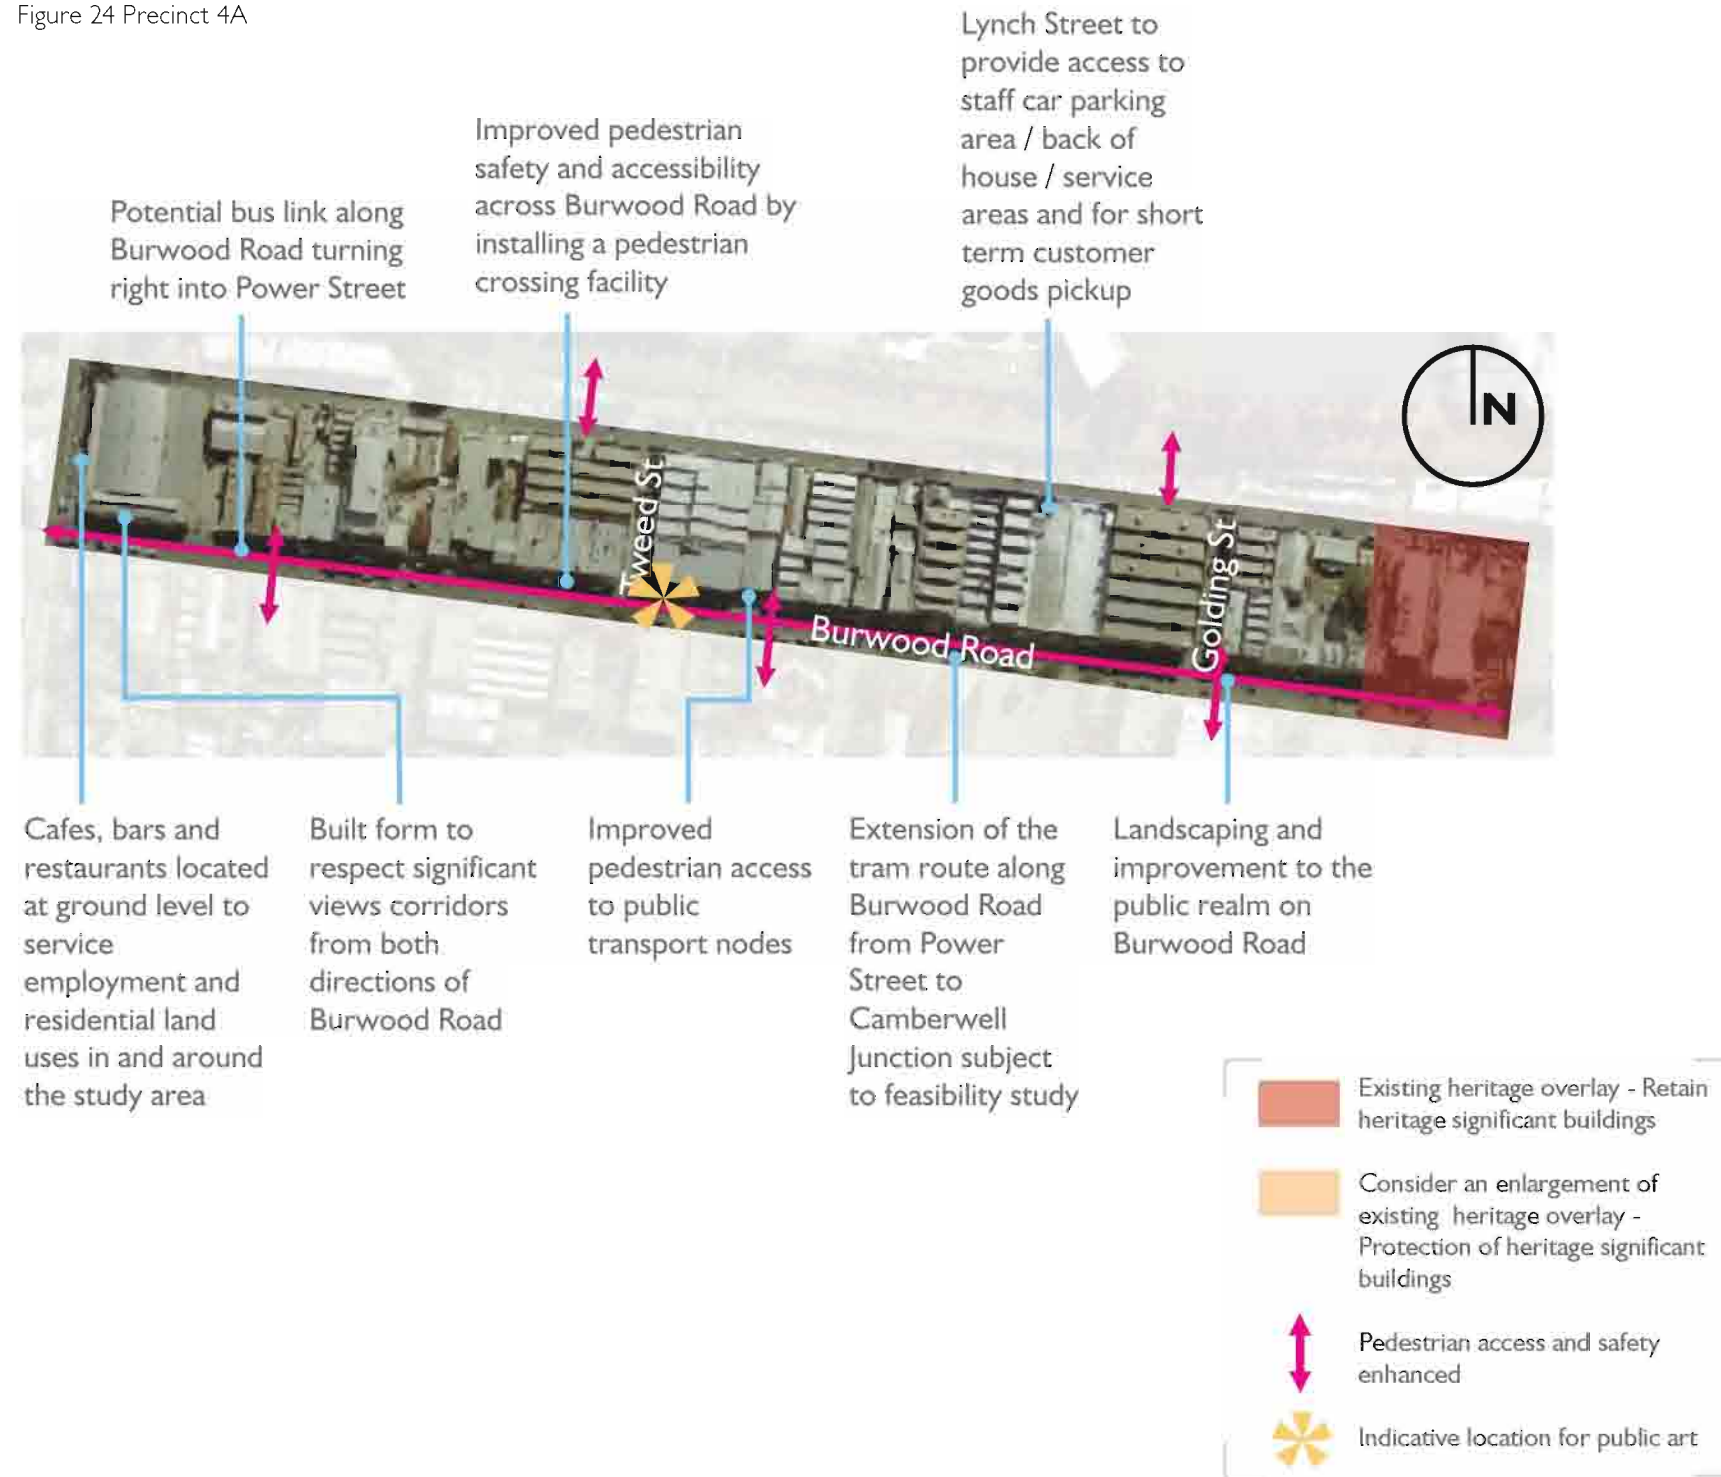 Figure 24 Precinct 4A
Lynch Street to
provide access to
staff car parking
area / back of
house / service
areas and for short
term customer
goods pickup
Improved pedestrian
safety and accessibility
across Burwood Road by
installing a pedestrian
crossing facility
Potential bus link along
Burwood Road turning
right into Power Street
N
Tweed St
Burwood Road
Golding St
Cafes, bars and
restaurants located
at ground level to
service
employment and
residential land
uses in and around
the study area
Built form to
respect significant
views corridors
from both
directions of
Burwood Road
Improved
pedestrian access
to public
transport nodes
Extension of the
tram route along
Burwood Road
from Power
Street to
Camberwell
Junction subject
to feasibility study
Landscaping and
improvement to the
public realm on
Burwood Road
Existing heritage overlay - Retain
heritage significant buildings
Consider an enlargement of
existing heritage overlay -
Protection of heritage significant
buildings
Pedestrian access and safety
enhanced
Indicative location for public art